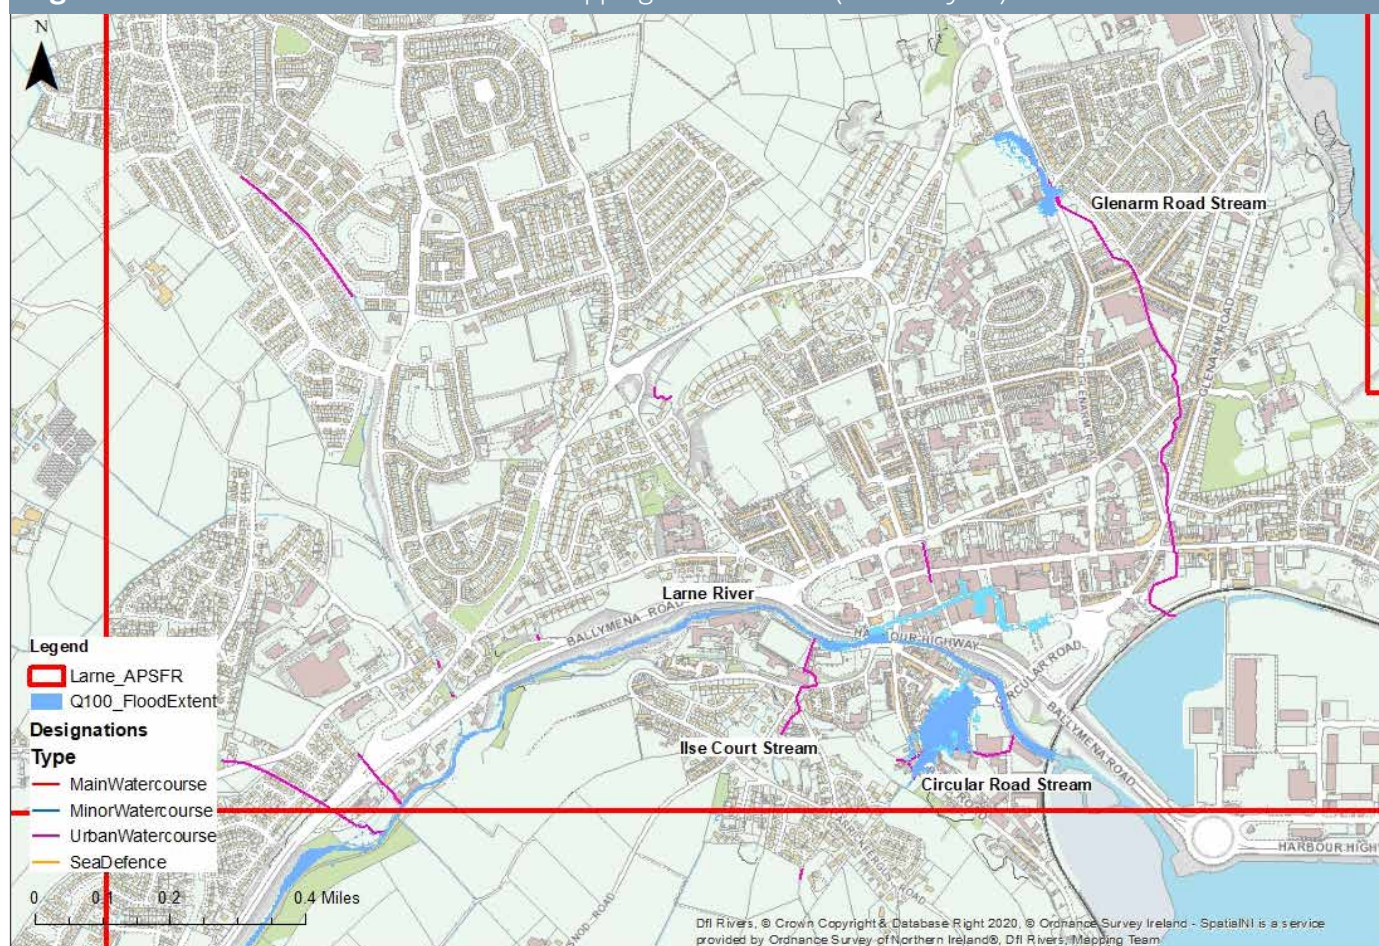 N
Glenarm Road Stream
GLENARM ROAD
Larne River
BALLYMENA ROAD
HARBOUR HIGHWAY
CIRCULAR ROAD
BALLYMENA ROAD
Ilse Court Stream
Circular Road Stream
Legend
Larne_APSFR
Q100_FloodExtent
Designations
Type
MainWatercourse
MinorWatercourse
UrbanWatercourse
SeaDefence
0 0.1 0.2 0.4 Miles
ROAD
HARBOUR HIGH
DfI Rivers, © Crown Copyright & Database Right 2020, © Ordnance Survey Ireland - SpatialNI is a service
provided by Ordnance Survey of Northern Ireland®, DfI Rivers, Mapping Team